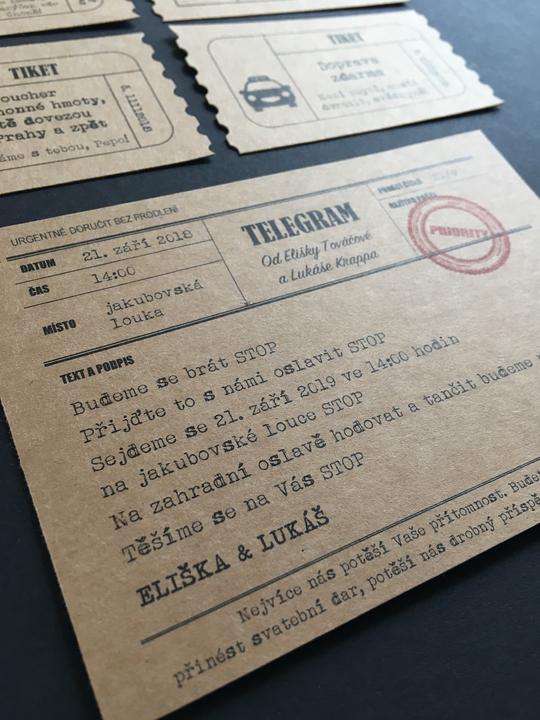 TIKET
voucher
honné hmoty,
tě dovezou
Prahy a zpět
áme s tebou, Pepo!
TIKET
Doprava
zdarma
URGENTNĚ DORUČIT BEZ PRODLENÍ
DATUM 21. září 2018
ČAS 14:00
MÍSTO jakubovská
louka
TELEGRAM
Od Elišky Továčové
a Lukáše Krappa
PRIORITY
TEXT A PODPIS
Budeme se brát STOP
Přijďte to s námi oslavit STOP
Sejdeme se 21. září 2019 ve 14:00 hodin
na jakubovské louce STOP
Na zahradní oslavě hodovat a tančit budeme
Těšíme se na Vás STOP
ELIŠKA & LUKÁŠ
Nejvíce nás potěší Vaše přítomnost. Budet
přinést svatební dar, potěší nás drobný příspě